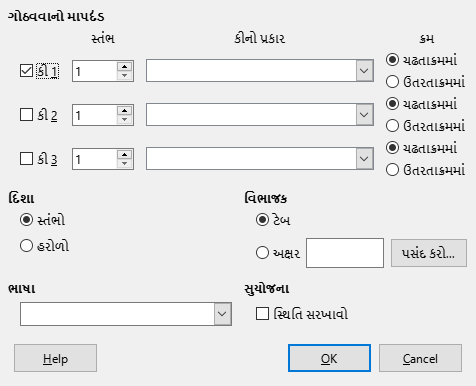 ગોઠવવાનો માપદંડ
સ્તંભ કીનો પ્રકાર ક્રમ
કી 1 1 ચઢતાક્રમમાં
ઉતરતાક્રમમાં
કી 2 1 ચઢતાક્રમમાં
ઉતરતાક્રમમાં
કી 3 1 ચઢતાક્રમમાં
ઉતરતાક્રમમાં
દિશા વિભાજક
સ્તંભો ટેબ
હરોળો અક્ષર પસંદ કરો...
ભાષા સુયોજના
સ્થિતિ સરખાવો
Help OK Cancel